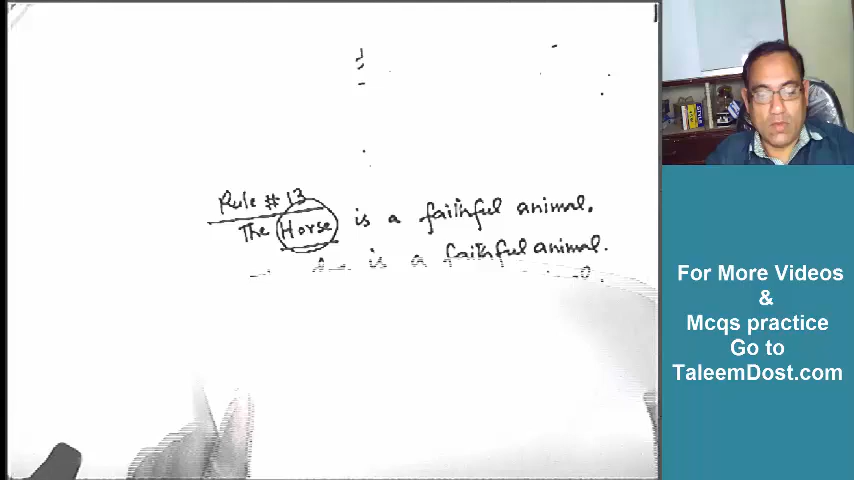 Rule # 13
The Horse is a faithful animal.
is a faithful animal.
For More Videos
&
Mcqs practice
Go to
TaleemDost.com